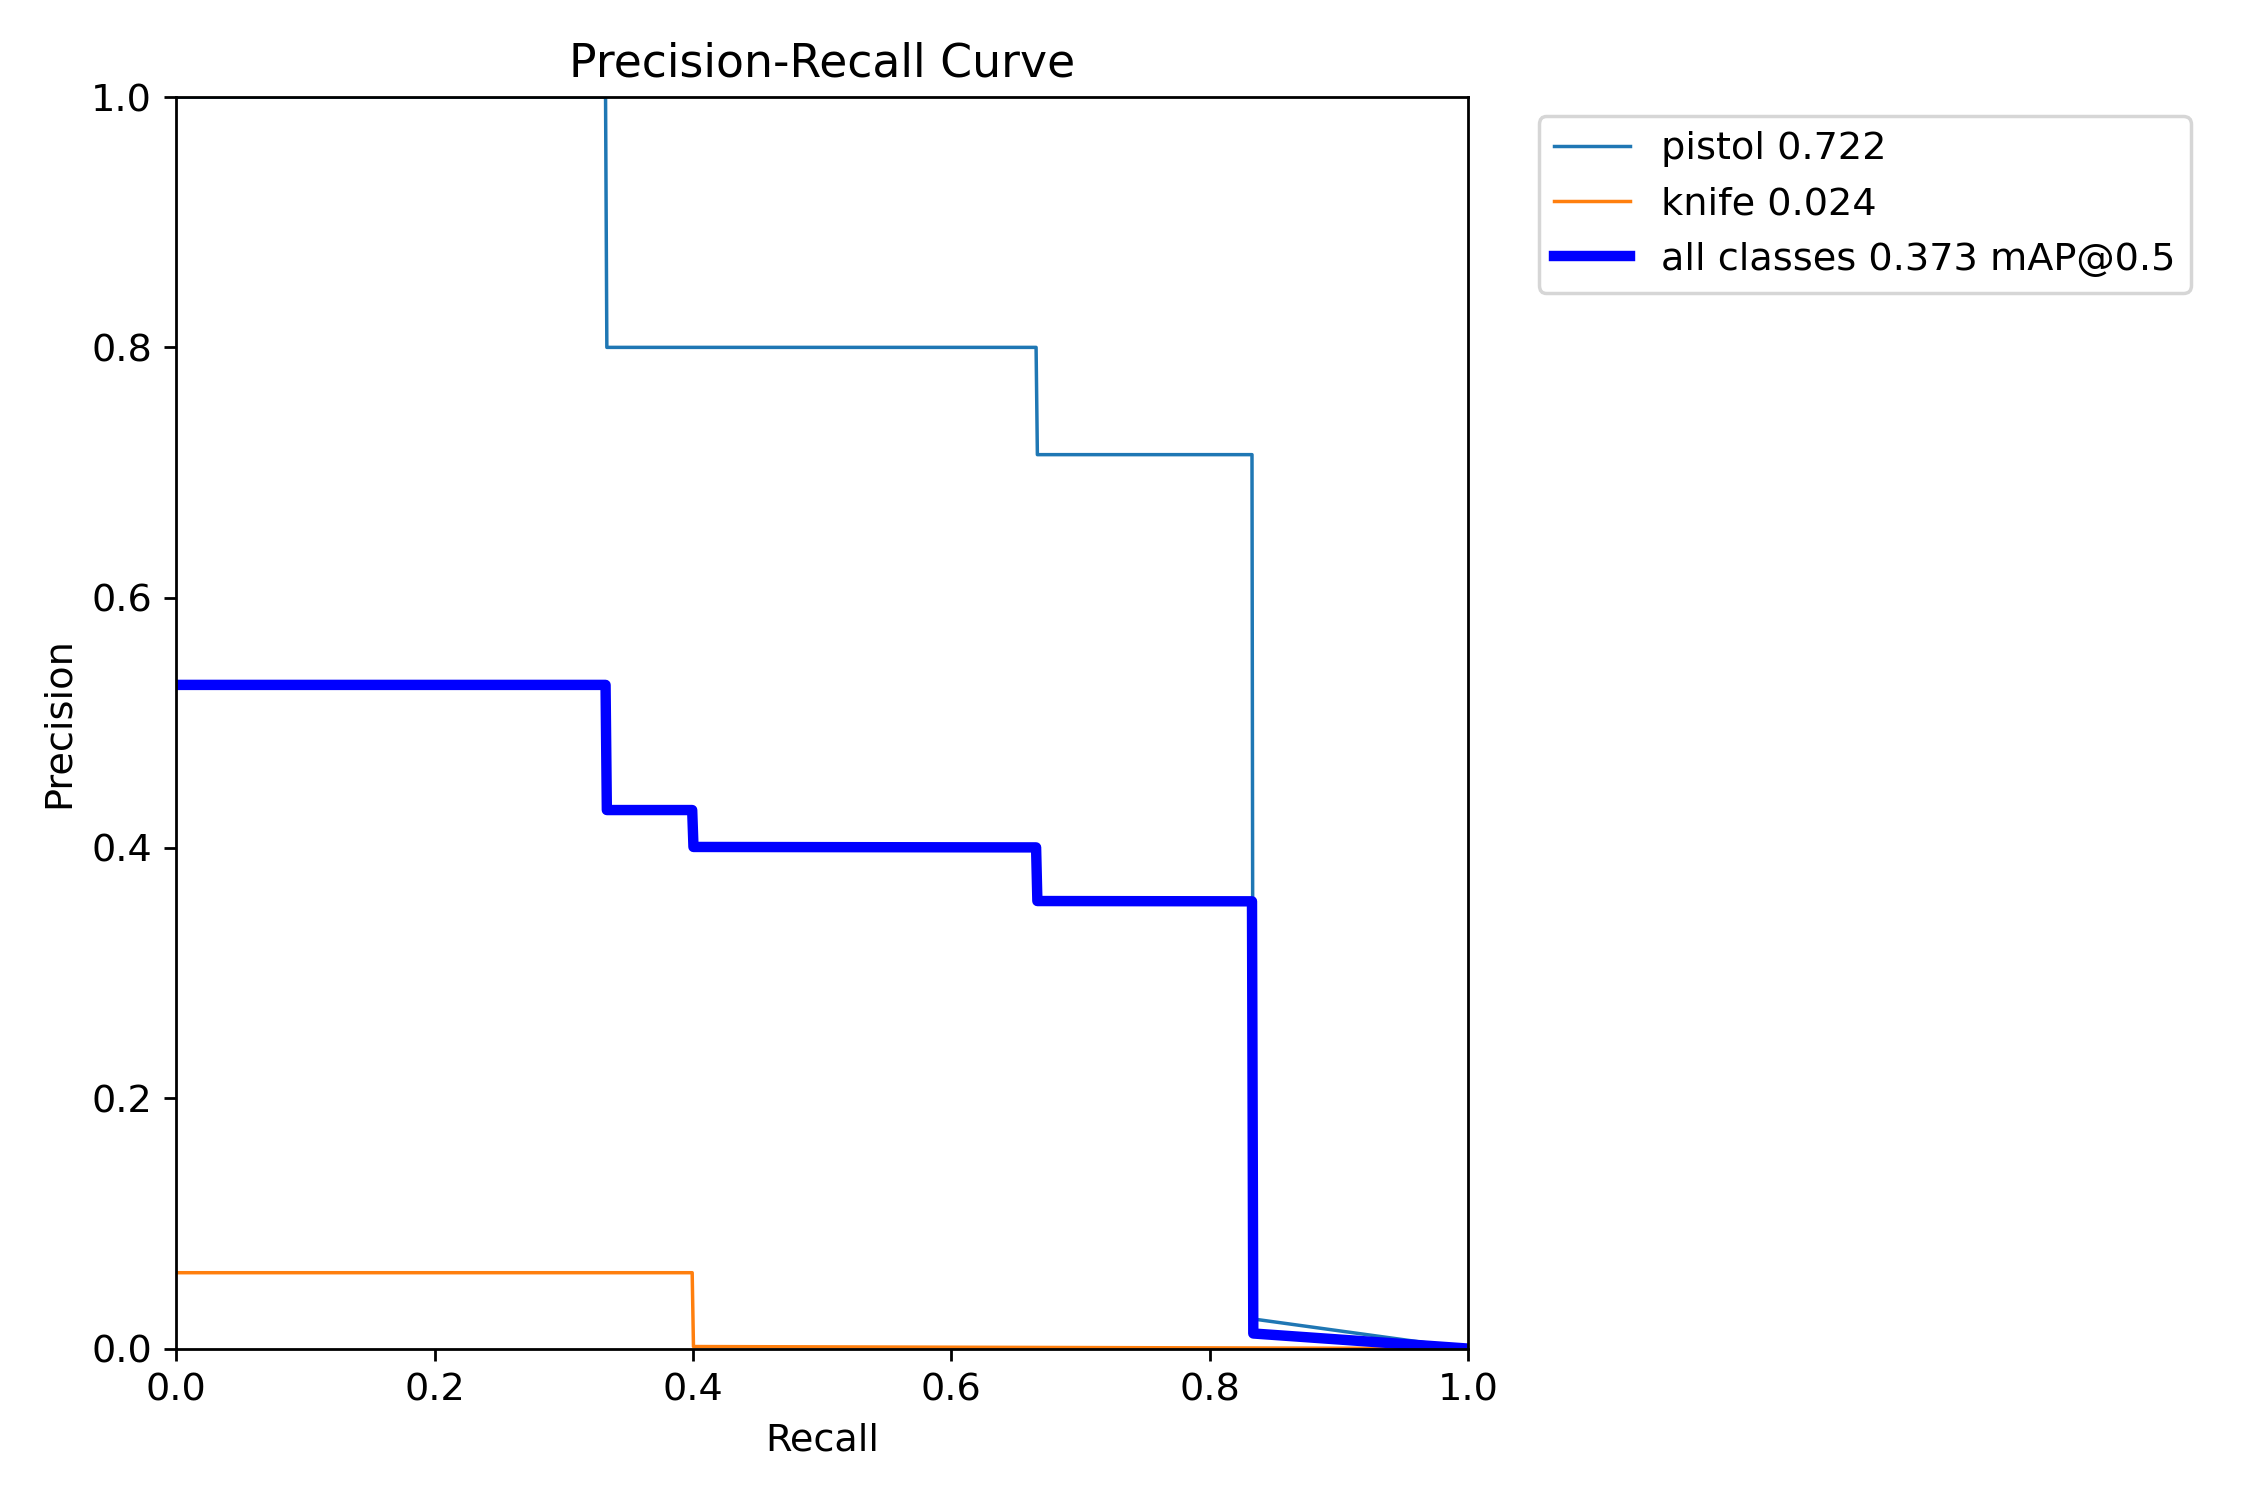 Precision-Recall Curve
pistol 0.722
knife 0.024
all classes 0.373 mAP@0.5
Precision
1.0
0.8
0.6
0.4
0.2
0.0
0.0 0.2 0.4 0.6 0.8 1.0
Recall